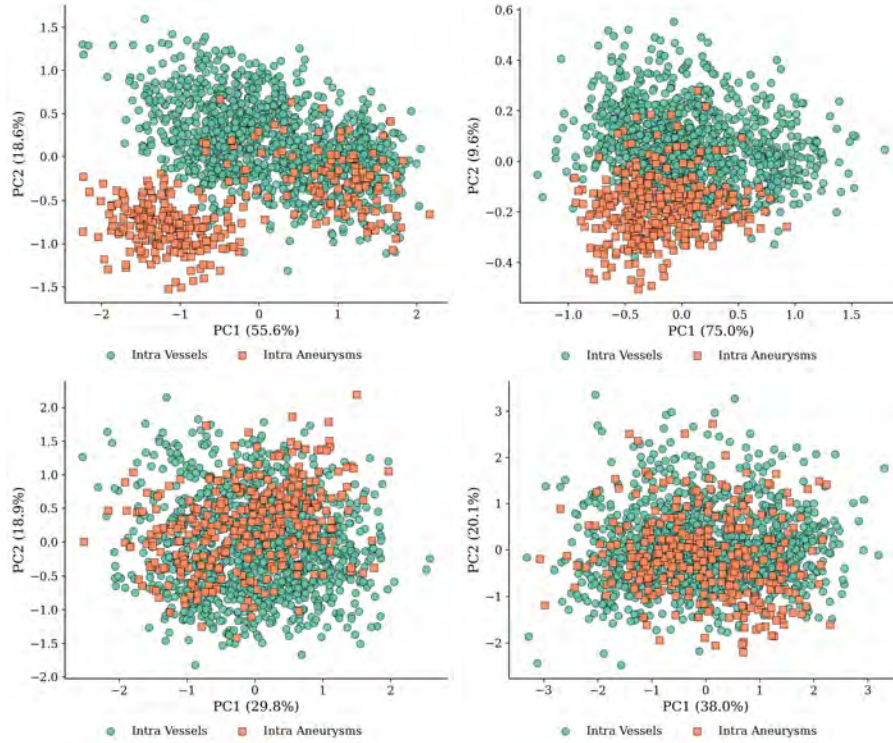 1.5
1.0
0.5
0.0
−0.5
−1.0
−1.5
PC2 (18.6%)
−2 −1 0 1 2
PC1 (55.6%)
Intra Vessels Intra Aneurysms
0.6
0.4
0.2
0.0
−0.2
−0.4
PC2 (9.6%)
−1.0 −0.5 0.0 0.5 1.0 1.5
PC1 (75.0%)
Intra Vessels Intra Aneurysms
2.0
1.5
1.0
0.5
0.0
−0.5
−1.0
−1.5
−2.0
PC2 (18.9%)
−2 −1 0 1 2
PC1 (29.8%)
Intra Vessels Intra Aneurysms
3
2
1
0
−1
−2
PC2 (20.1%)
−3 −2 −1 0 1 2 3
PC1 (38.0%)
Intra Vessels Intra Aneurysms